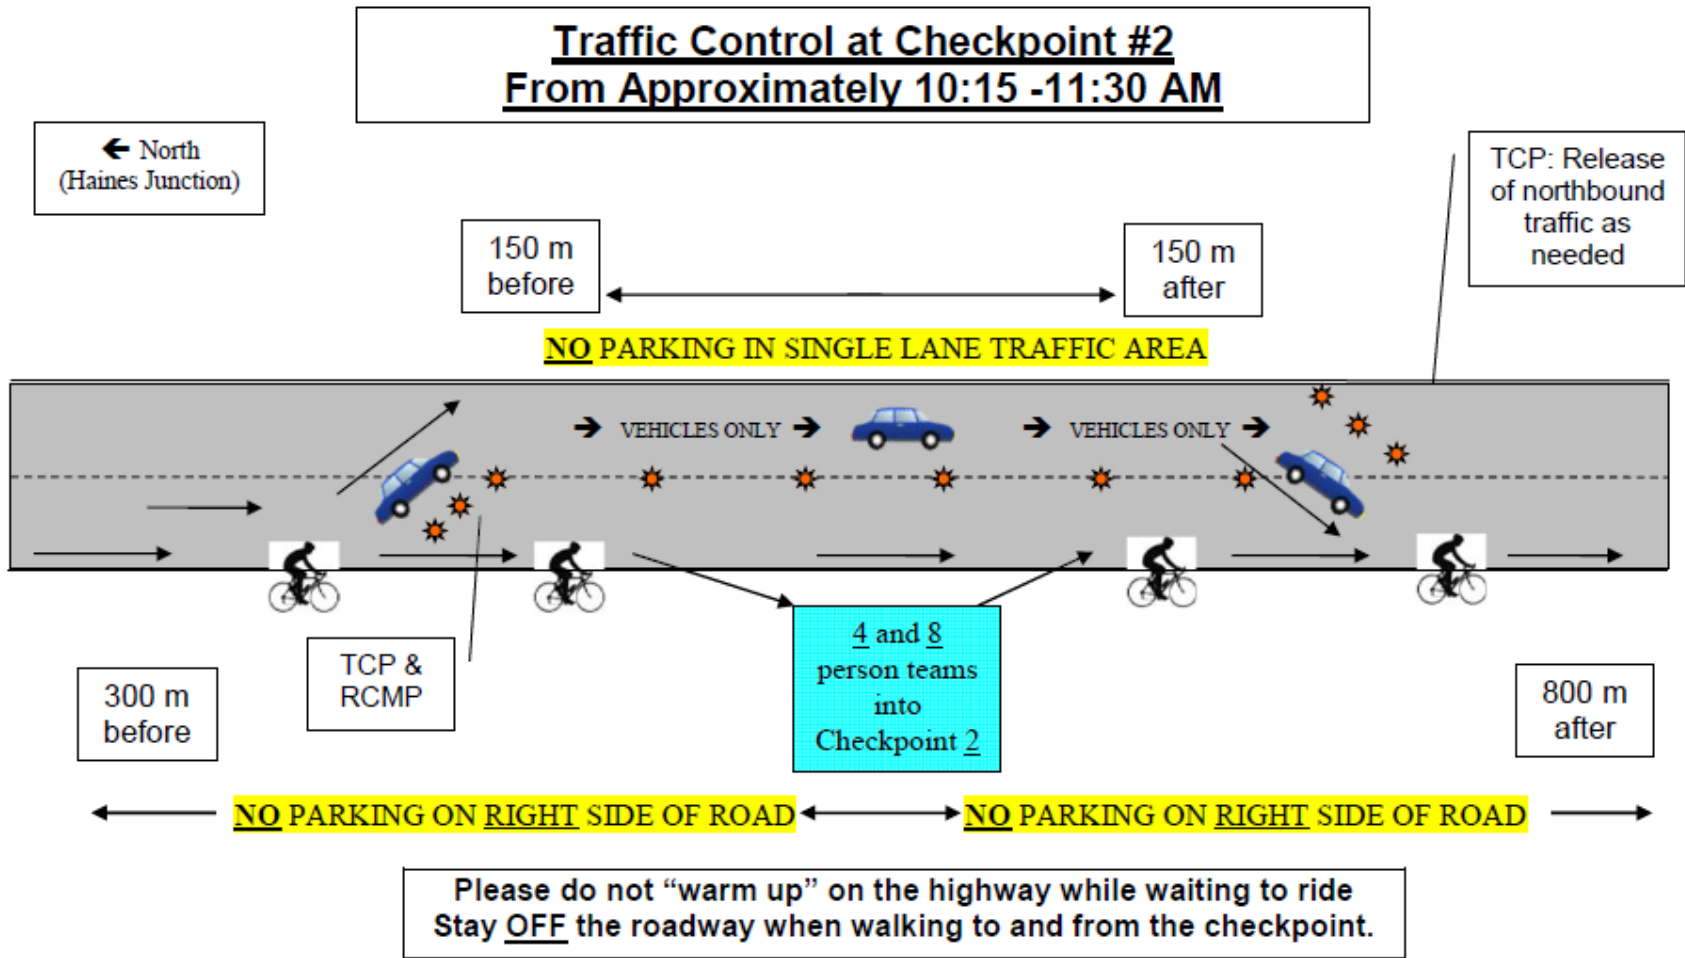 Traffic Control at Checkpoint #2
From Approximately 10:15 -11:30 AM
← North
(Haines Junction)
TCP: Release
of northbound
traffic as
needed
150 m
before
150 m
after
NO PARKING IN SINGLE LANE TRAFFIC AREA
→ VEHICLES ONLY →
→ VEHICLES ONLY →
TCP &
RCMP
4 and 8
person teams
into
Checkpoint 2
300 m
before
800 m
after
NO PARKING ON RIGHT SIDE OF ROAD
NO PARKING ON RIGHT SIDE OF ROAD
Please do not “warm up” on the highway while waiting to ride
Stay OFF the roadway when walking to and from the checkpoint.